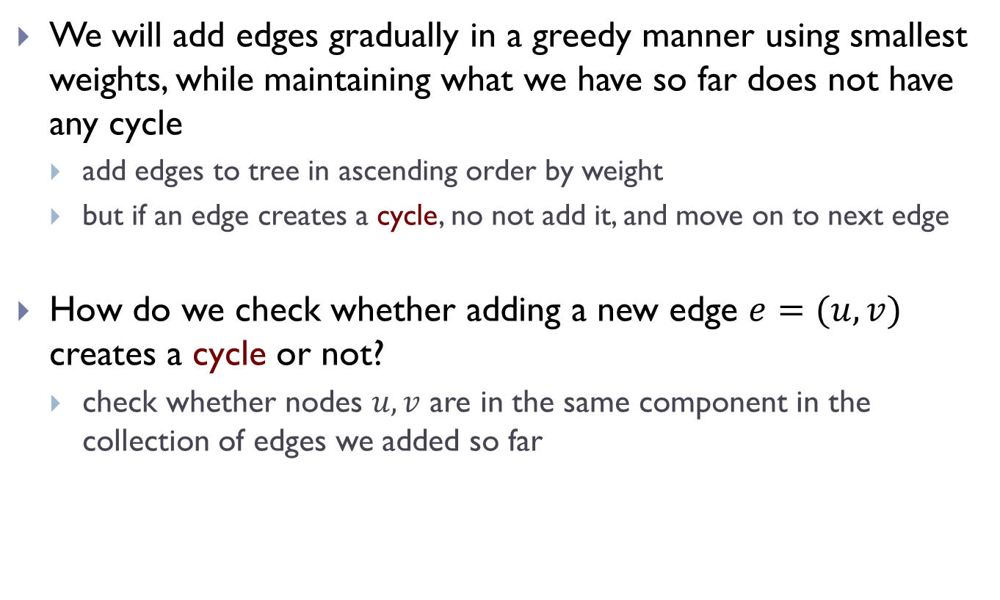 We will add edges gradually in a greedy manner using smallest
weights, while maintaining what we have so far does not have
any cycle
add edges to tree in ascending order by weight
but if an edge creates a cycle, no not add it, and move on to next edge
How do we check whether adding a new edge e = (u, v)
creates a cycle or not?
check whether nodes u, v are in the same component in the
collection of edges we added so far